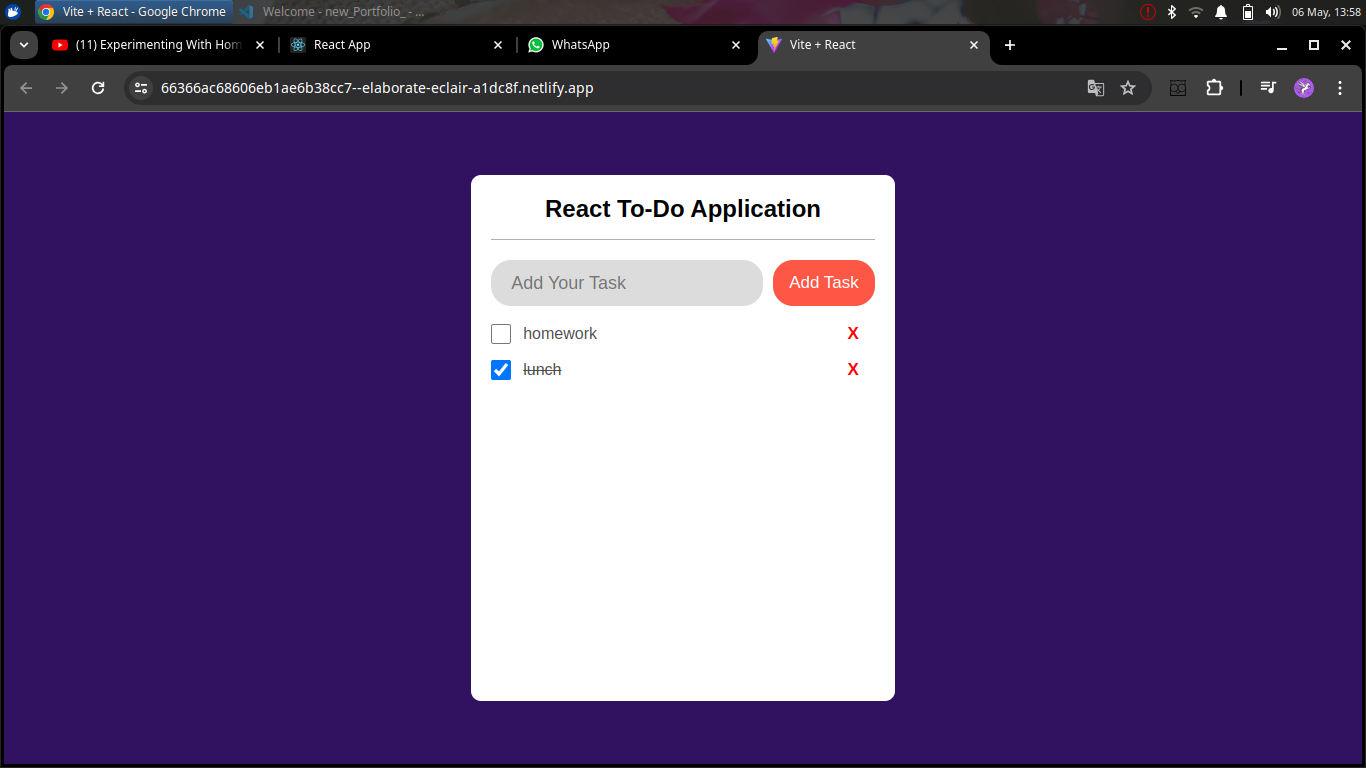 Vite + React - Google Chrome
Welcome - new_Portfolio_ - ...
06 May, 13:58
(11) Experimenting With Hom
React App
WhatsApp
Vite + React
66366ac68606eb1ae6b38cc7--elaborate-eclair-a1dc8f.netlify.app
React To-Do Application
Add Your Task
Add Task
homework
X
lunch
X